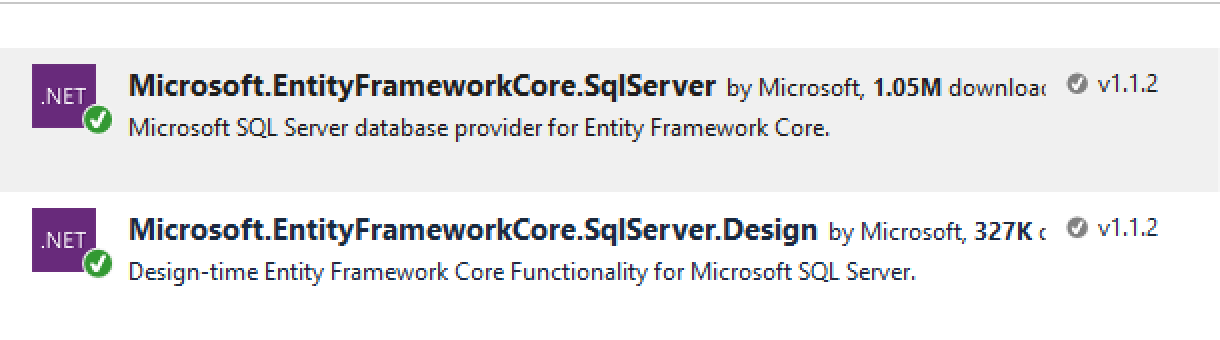 .NET
Microsoft.EntityFrameworkCore.SqlServer by Microsoft, 1.05M v1.1.2
Microsoft SQL Server database provider for Entity Framework Core.
.NET
Microsoft.EntityFrameworkCore.SqlServer.Design by Microsoft, 327K v1.1.2
Design-time Entity Framework Core Functionality for Microsoft SQL Server.